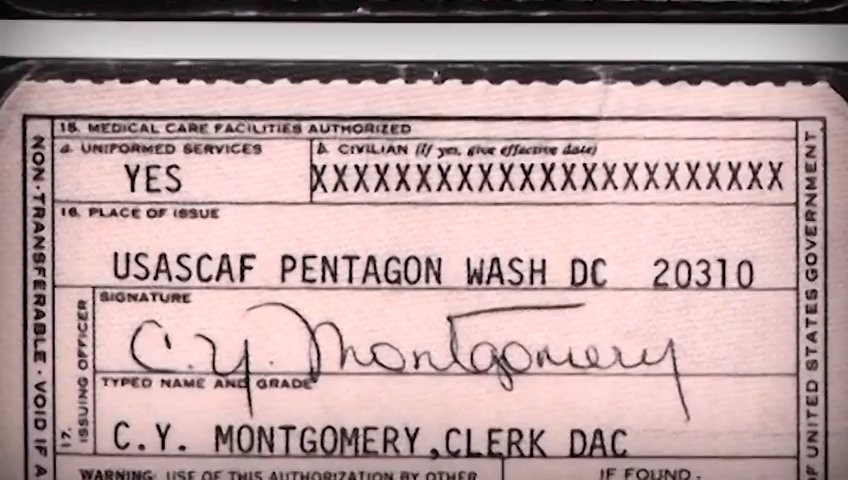 15. MEDICAL CARE FACILITIES AUTHORIZED
a. UNIFORMED SERVICES
b. CIVILIAN (If yes, give effective date)
YES
XXXXXXXXXXXXXXXXXXXXXXX
16. PLACE OF ISSUE
USASCAF PENTAGON WASH DC 20310
17. ISSUING OFFICER
SIGNATURE
C.Y. Montgomery
TYPED NAME AND GRADE
C.Y. MONTGOMERY,CLERK DAC
WARNING: USE OF THIS AUTHORIZATION BY OTHER
IF FOUND,
NON-TRANSFERABLE · VOID IF A
OF UNITED STATES GOVERNMENT